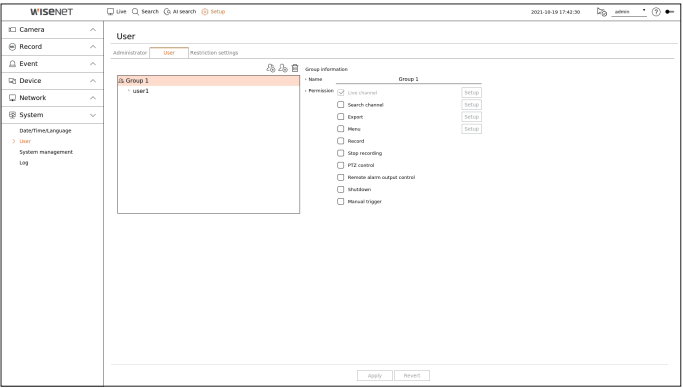 WISENET
Live Search AI search Setup
2021-10-19 17:42:30
admin
?
Camera
Record
Event
Device
Network
System
Date/Time/Language
> User
System management
Log
User
Administrator User Restriction settings
Group 1
user1
Group information
· Name Group 1
· Permission Live channel Setup
Search channel Setup
Export Setup
Menu Setup
Record
Stop recording
PTZ control
Remote alarm output control
Shutdown
Manual trigger
Apply Revert